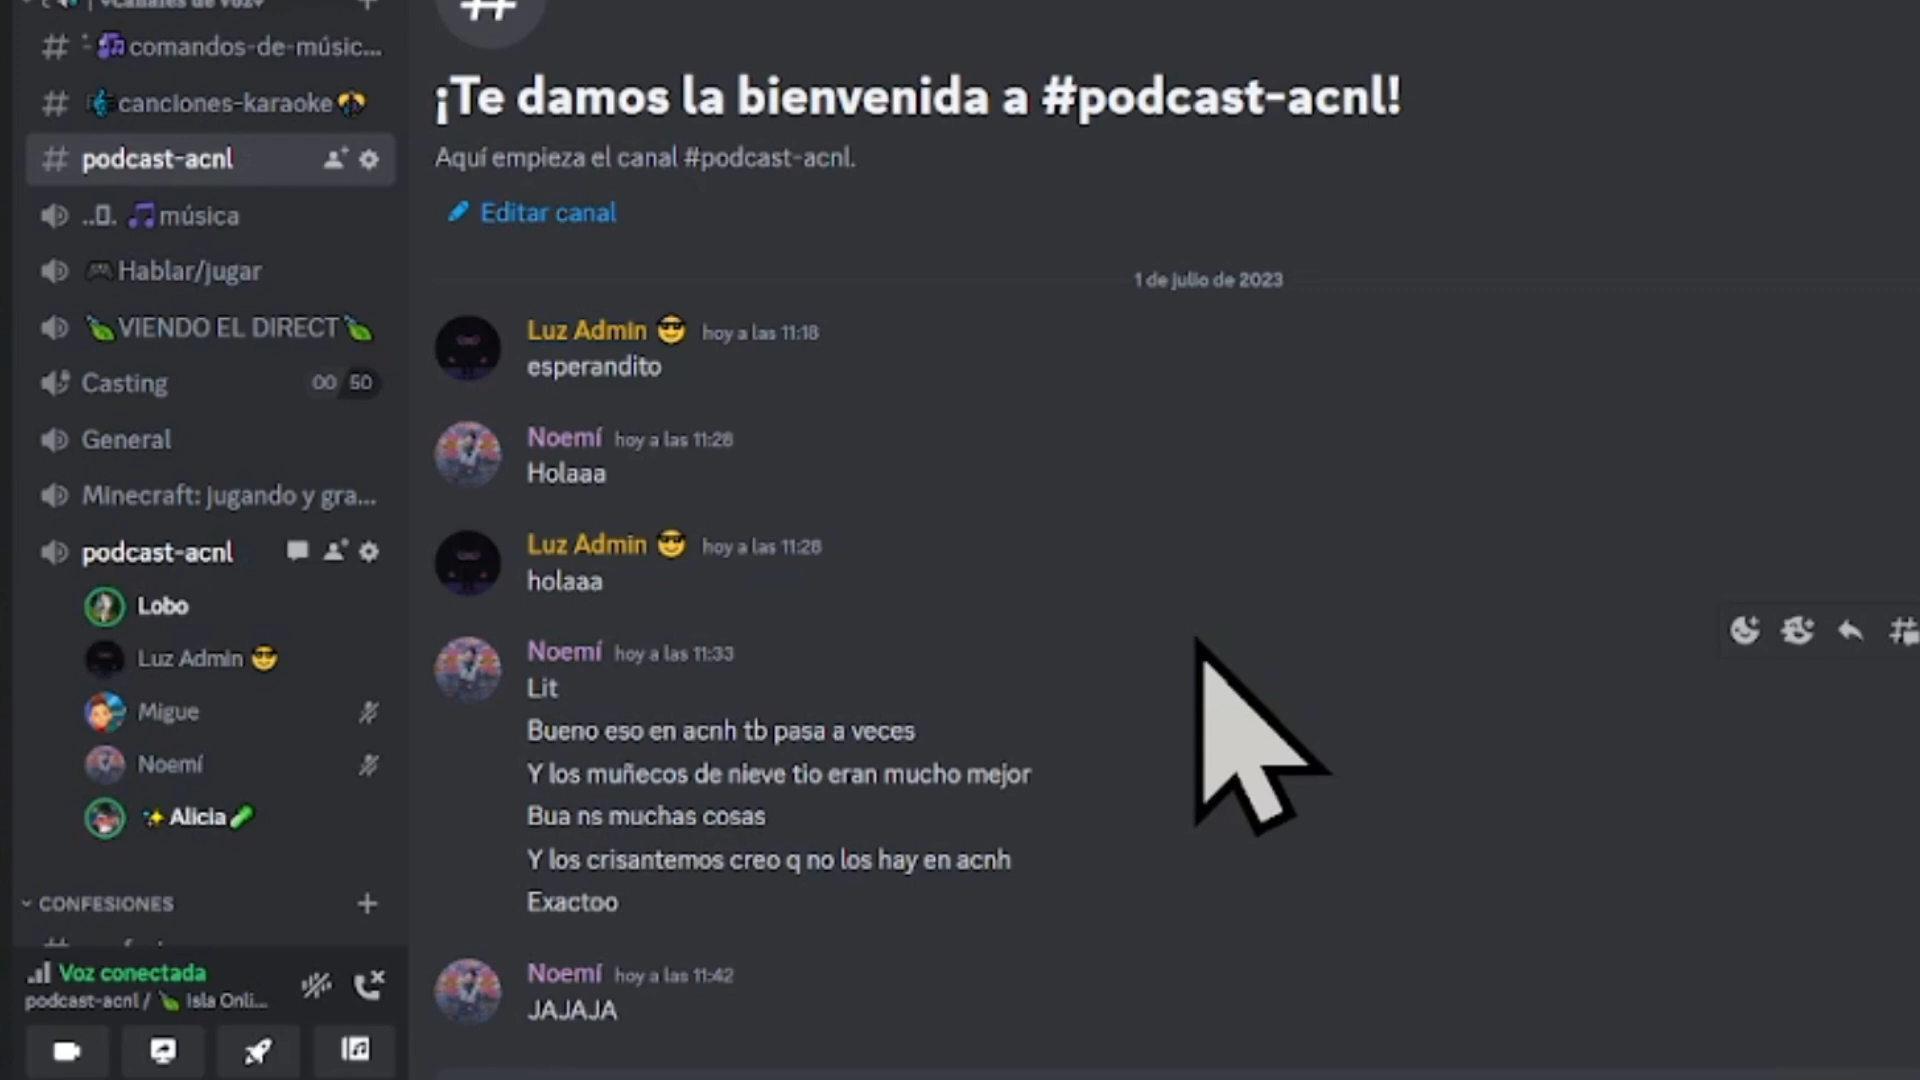 Canales de voz
comandos-de-músic...
canciones-karaoke
podcast-acnl
música
Hablar/jugar
VIENDO EL DIRECT
Casting 00 50
General
Minecraft: jugando y gra...
podcast-acnl
Lobo
Luz Admin 😎
Migue
Noemí
✨Alicia
CONFESIONES
Voz conectada
podcast-acnl / Isla Onli...
¡Te damos la bienvenida a #podcast-acnl!
Aquí empieza el canal #podcast-acnl.
Editar canal
1 de julio de 2023
Luz Admin 😎 hoy a las 11:18
esperandito
Noemí hoy a las 11:28
Holaaa
Luz Admin 😎 hoy a las 11:28
holaaa
Noemí hoy a las 11:33
Lit
Bueno eso en acnh tb pasa a veces
Y los muñecos de nieve tio eran mucho mejor
Bua ns muchas cosas
Y los crisantemos creo q no los hay en acnh
Exactoo
Noemí hoy a las 11:42
JAJAJA